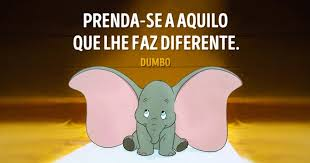 PRENDA-SE A AQUILO
QUE LHE FAZ DIFERENTE.
DUMBO